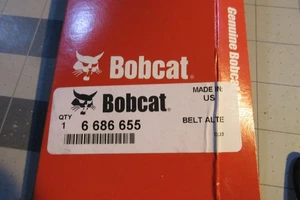 Bobcat®
Genuine Bobc
Bobcat®
MADE IN:
US
QTY
1 6 686 655
BELT ALTE